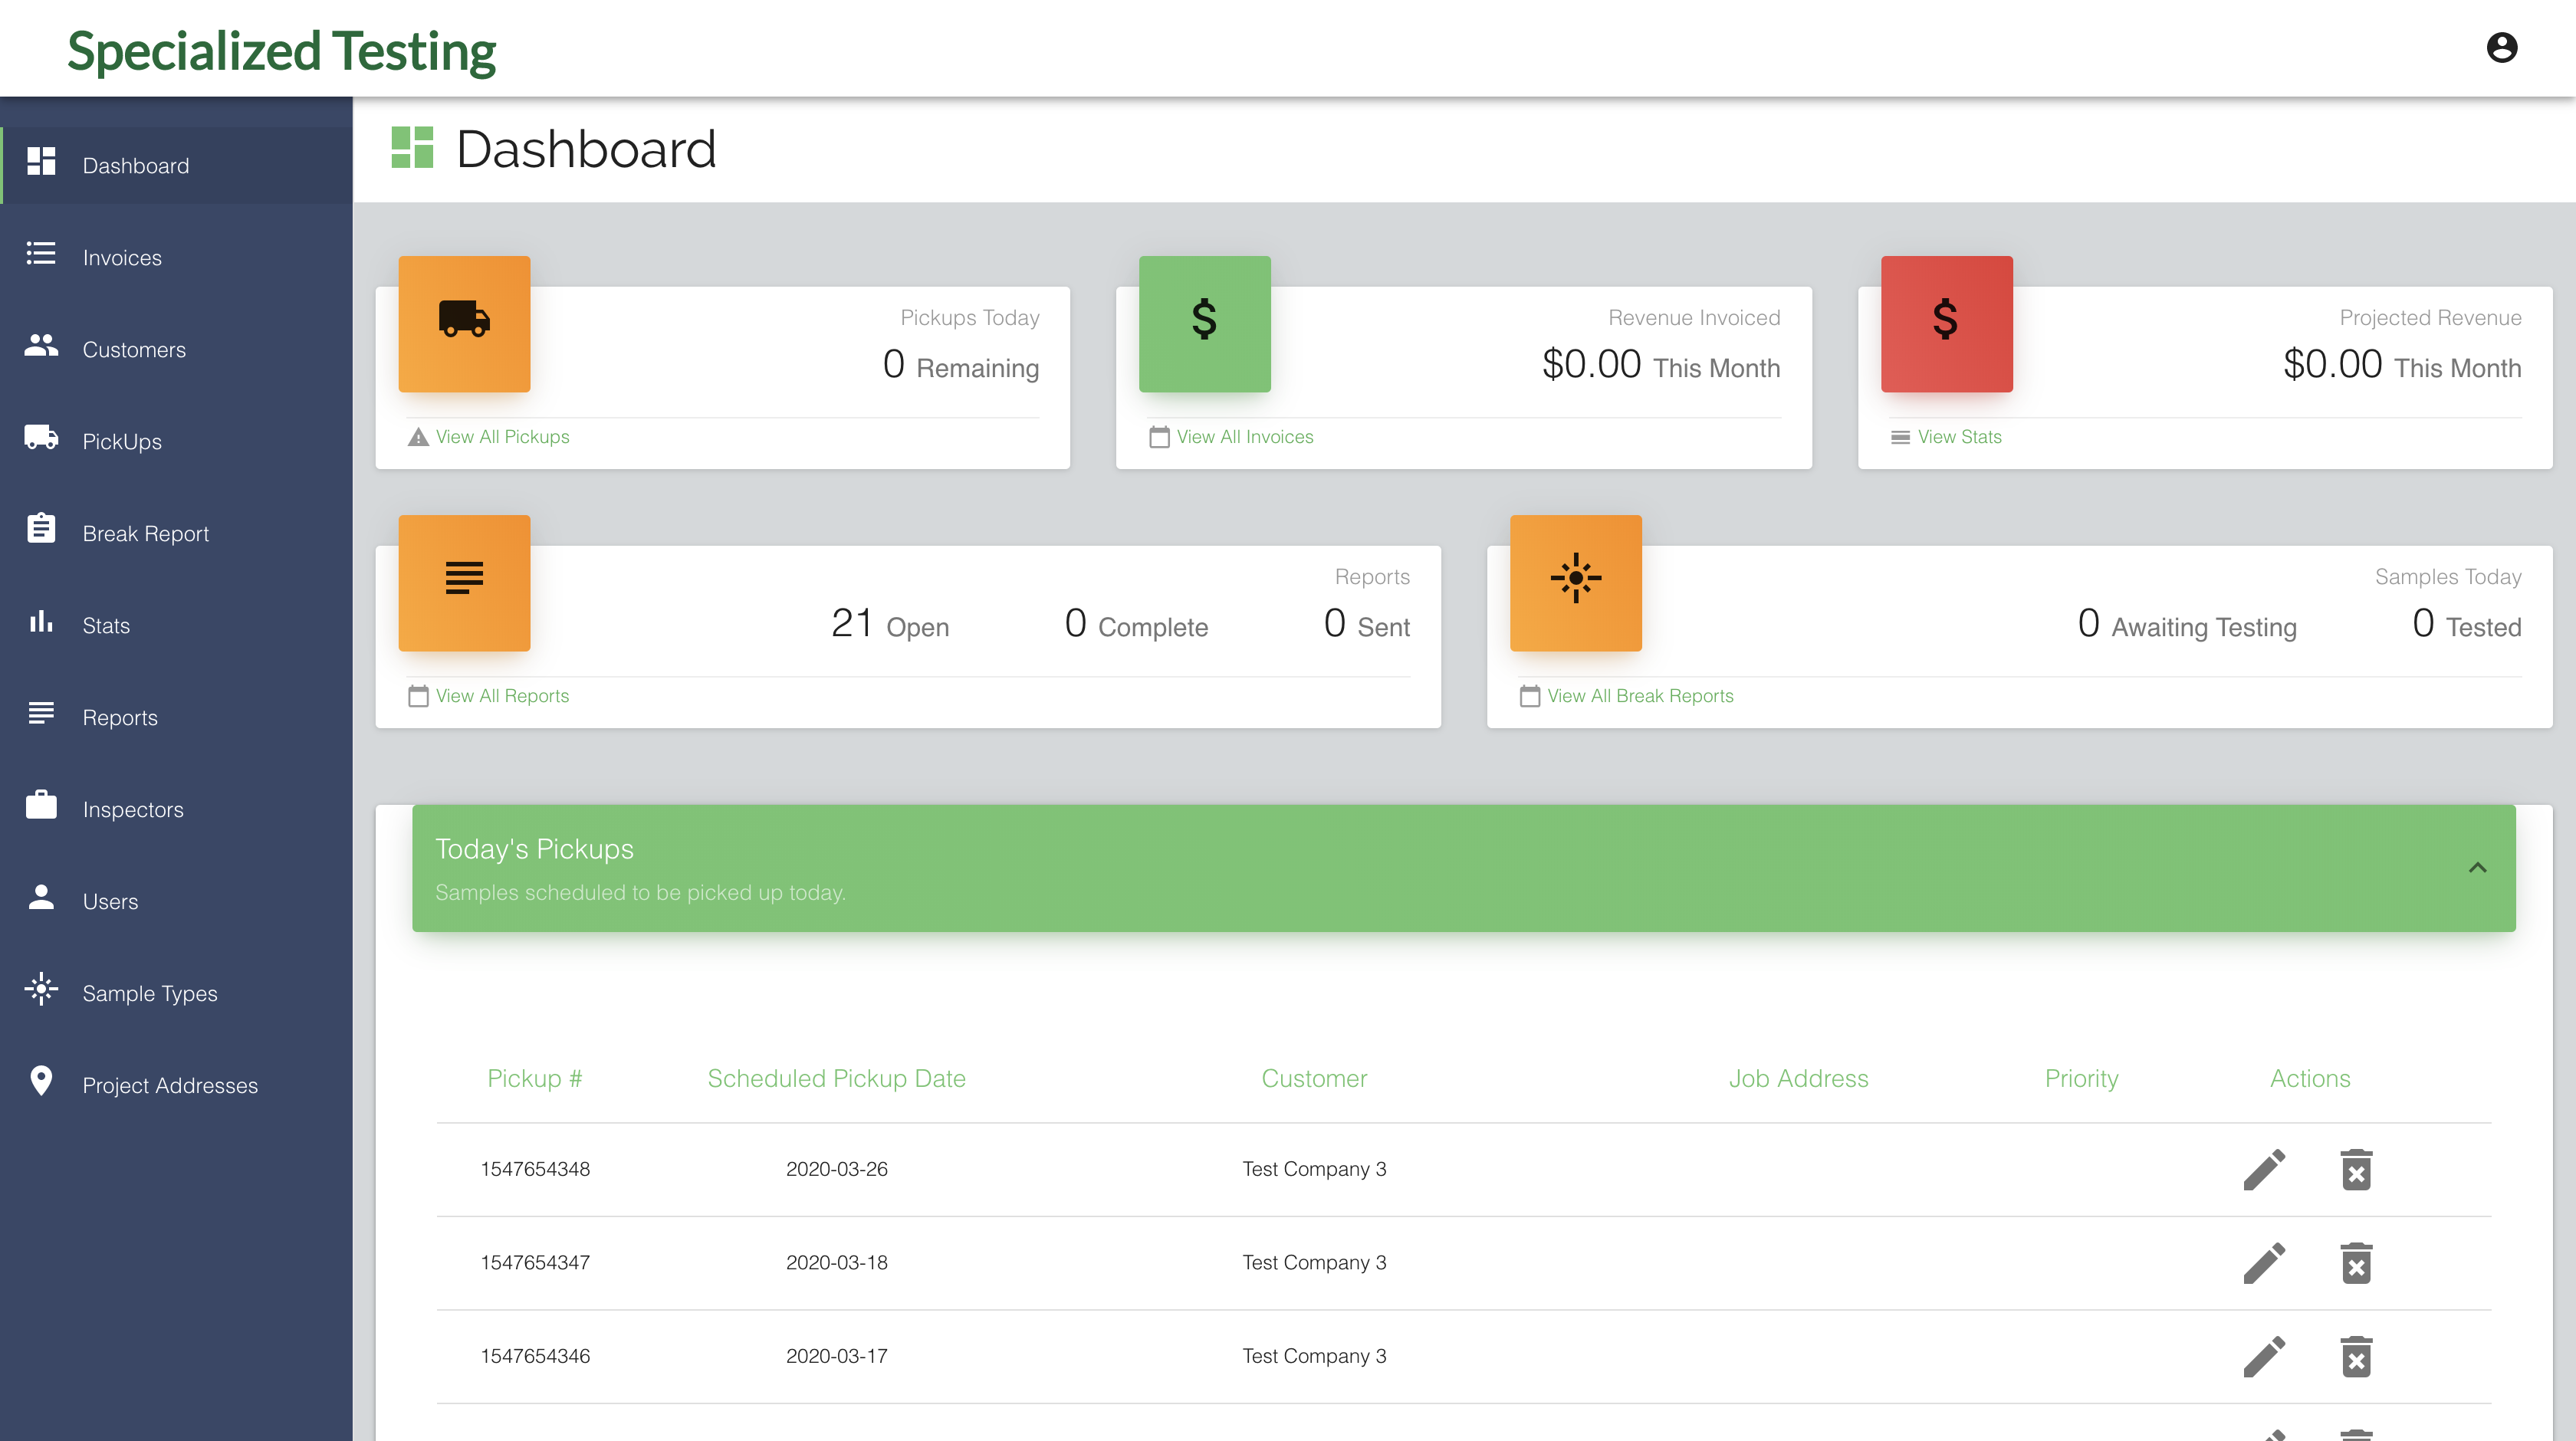 Specialized Testing
Dashboard
Invoices
Customers
PickUps
Break Report
Stats
Reports
Inspectors
Users
Sample Types
Project Addresses
Dashboard
Pickups Today
0 Remaining
View All Pickups
Revenue Invoiced
$0.00 This Month
View All Invoices
Projected Revenue
$0.00 This Month
View Stats
Reports
21 Open 0 Complete 0 Sent
View All Reports
Samples Today
0 Awaiting Testing 0 Tested
View All Break Reports
Today's Pickups
Samples scheduled to be picked up today.
Pickup # Scheduled Pickup Date Customer Job Address Priority Actions
1547654348 2020-03-26 Test Company 3
1547654347 2020-03-18 Test Company 3
1547654346 2020-03-17 Test Company 3